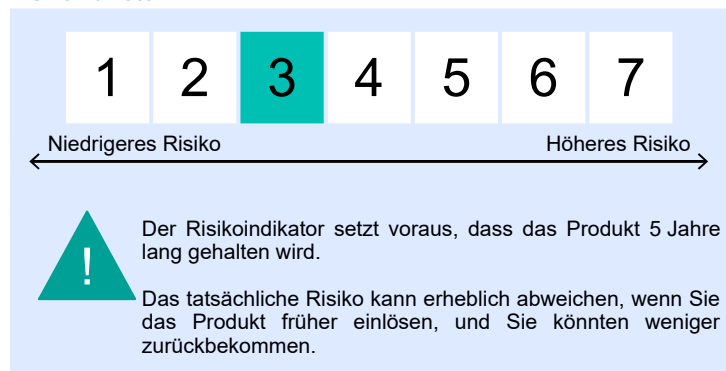 1 2 3 4 5 6 7
Niedrigeres Risiko Höheres Risiko
!
Der Risikoindikator setzt voraus, dass das Produkt 5 Jahre
lang gehalten wird.
Das tatsächliche Risiko kann erheblich abweichen, wenn Sie
das Produkt früher einlösen, und Sie könnten weniger
zurückbekommen.